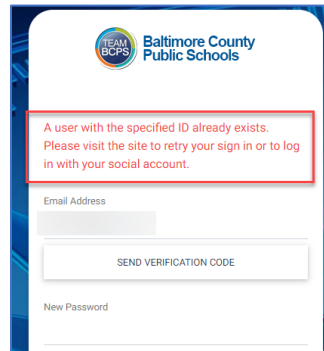 TEAM
BCPS
Baltimore County
Public Schools
A user with the specified ID already exists.
Please visit the site to retry your sign in or to log
in with your social account.
Email Address
SEND VERIFICATION CODE
New Password